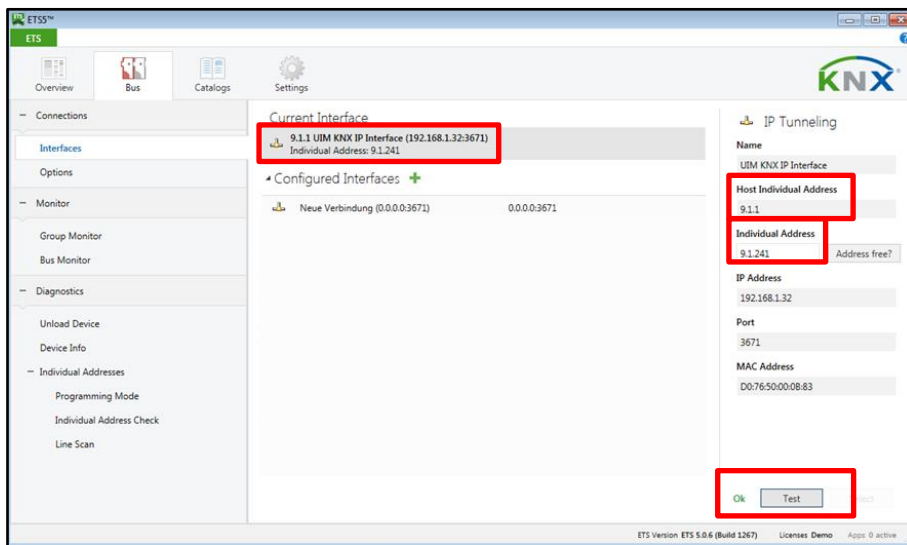 ETS5™
ETS
Overview
Bus
Catalogs
Settings
KNX
Connections
Interfaces
Options
Monitor
Group Monitor
Bus Monitor
Diagnostics
Unload Device
Device Info
Individual Addresses
Programming Mode
Individual Address Check
Line Scan
Current Interface
9.1.1 UIM KNX IP Interface (192.168.1.32:3671)
Individual Address: 9.1.241
Configured Interfaces
Neue Verbindung (0.0.0.0:3671) 0.0.0.0:3671
IP Tunneling
Name
UIM KNX IP Interface
Host Individual Address
9.1.1
Individual Address
9.1.241 Address free?
IP Address
192.168.1.32
Port
3671
MAC Address
D0:76:50:00:0B:83
Ok Test
ETS Version ETS 5.0.6 (Build 1267) Licenses Demo Apps 0 active